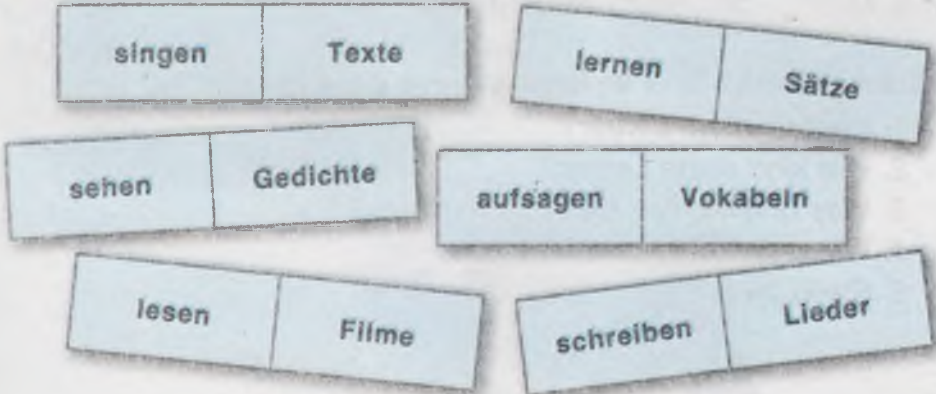 singen Texte
lernen Sätze
sehen Gedichte
aufsagen Vokabeln
lesen Filme
schreiben Lieder